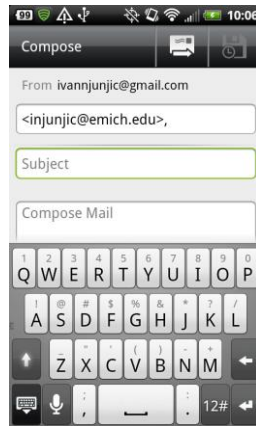 99 10:06
Compose
From ivannjunjic@gmail.com
<injunjic@emich.edu>,
Subject
Compose Mail
1 2 3 4 5 6 7 8 9 0
Q W E R T Y U I O P
! @ # $ % & * ? /
A S D F G H J K L
Z X C V B N M
, . 12#